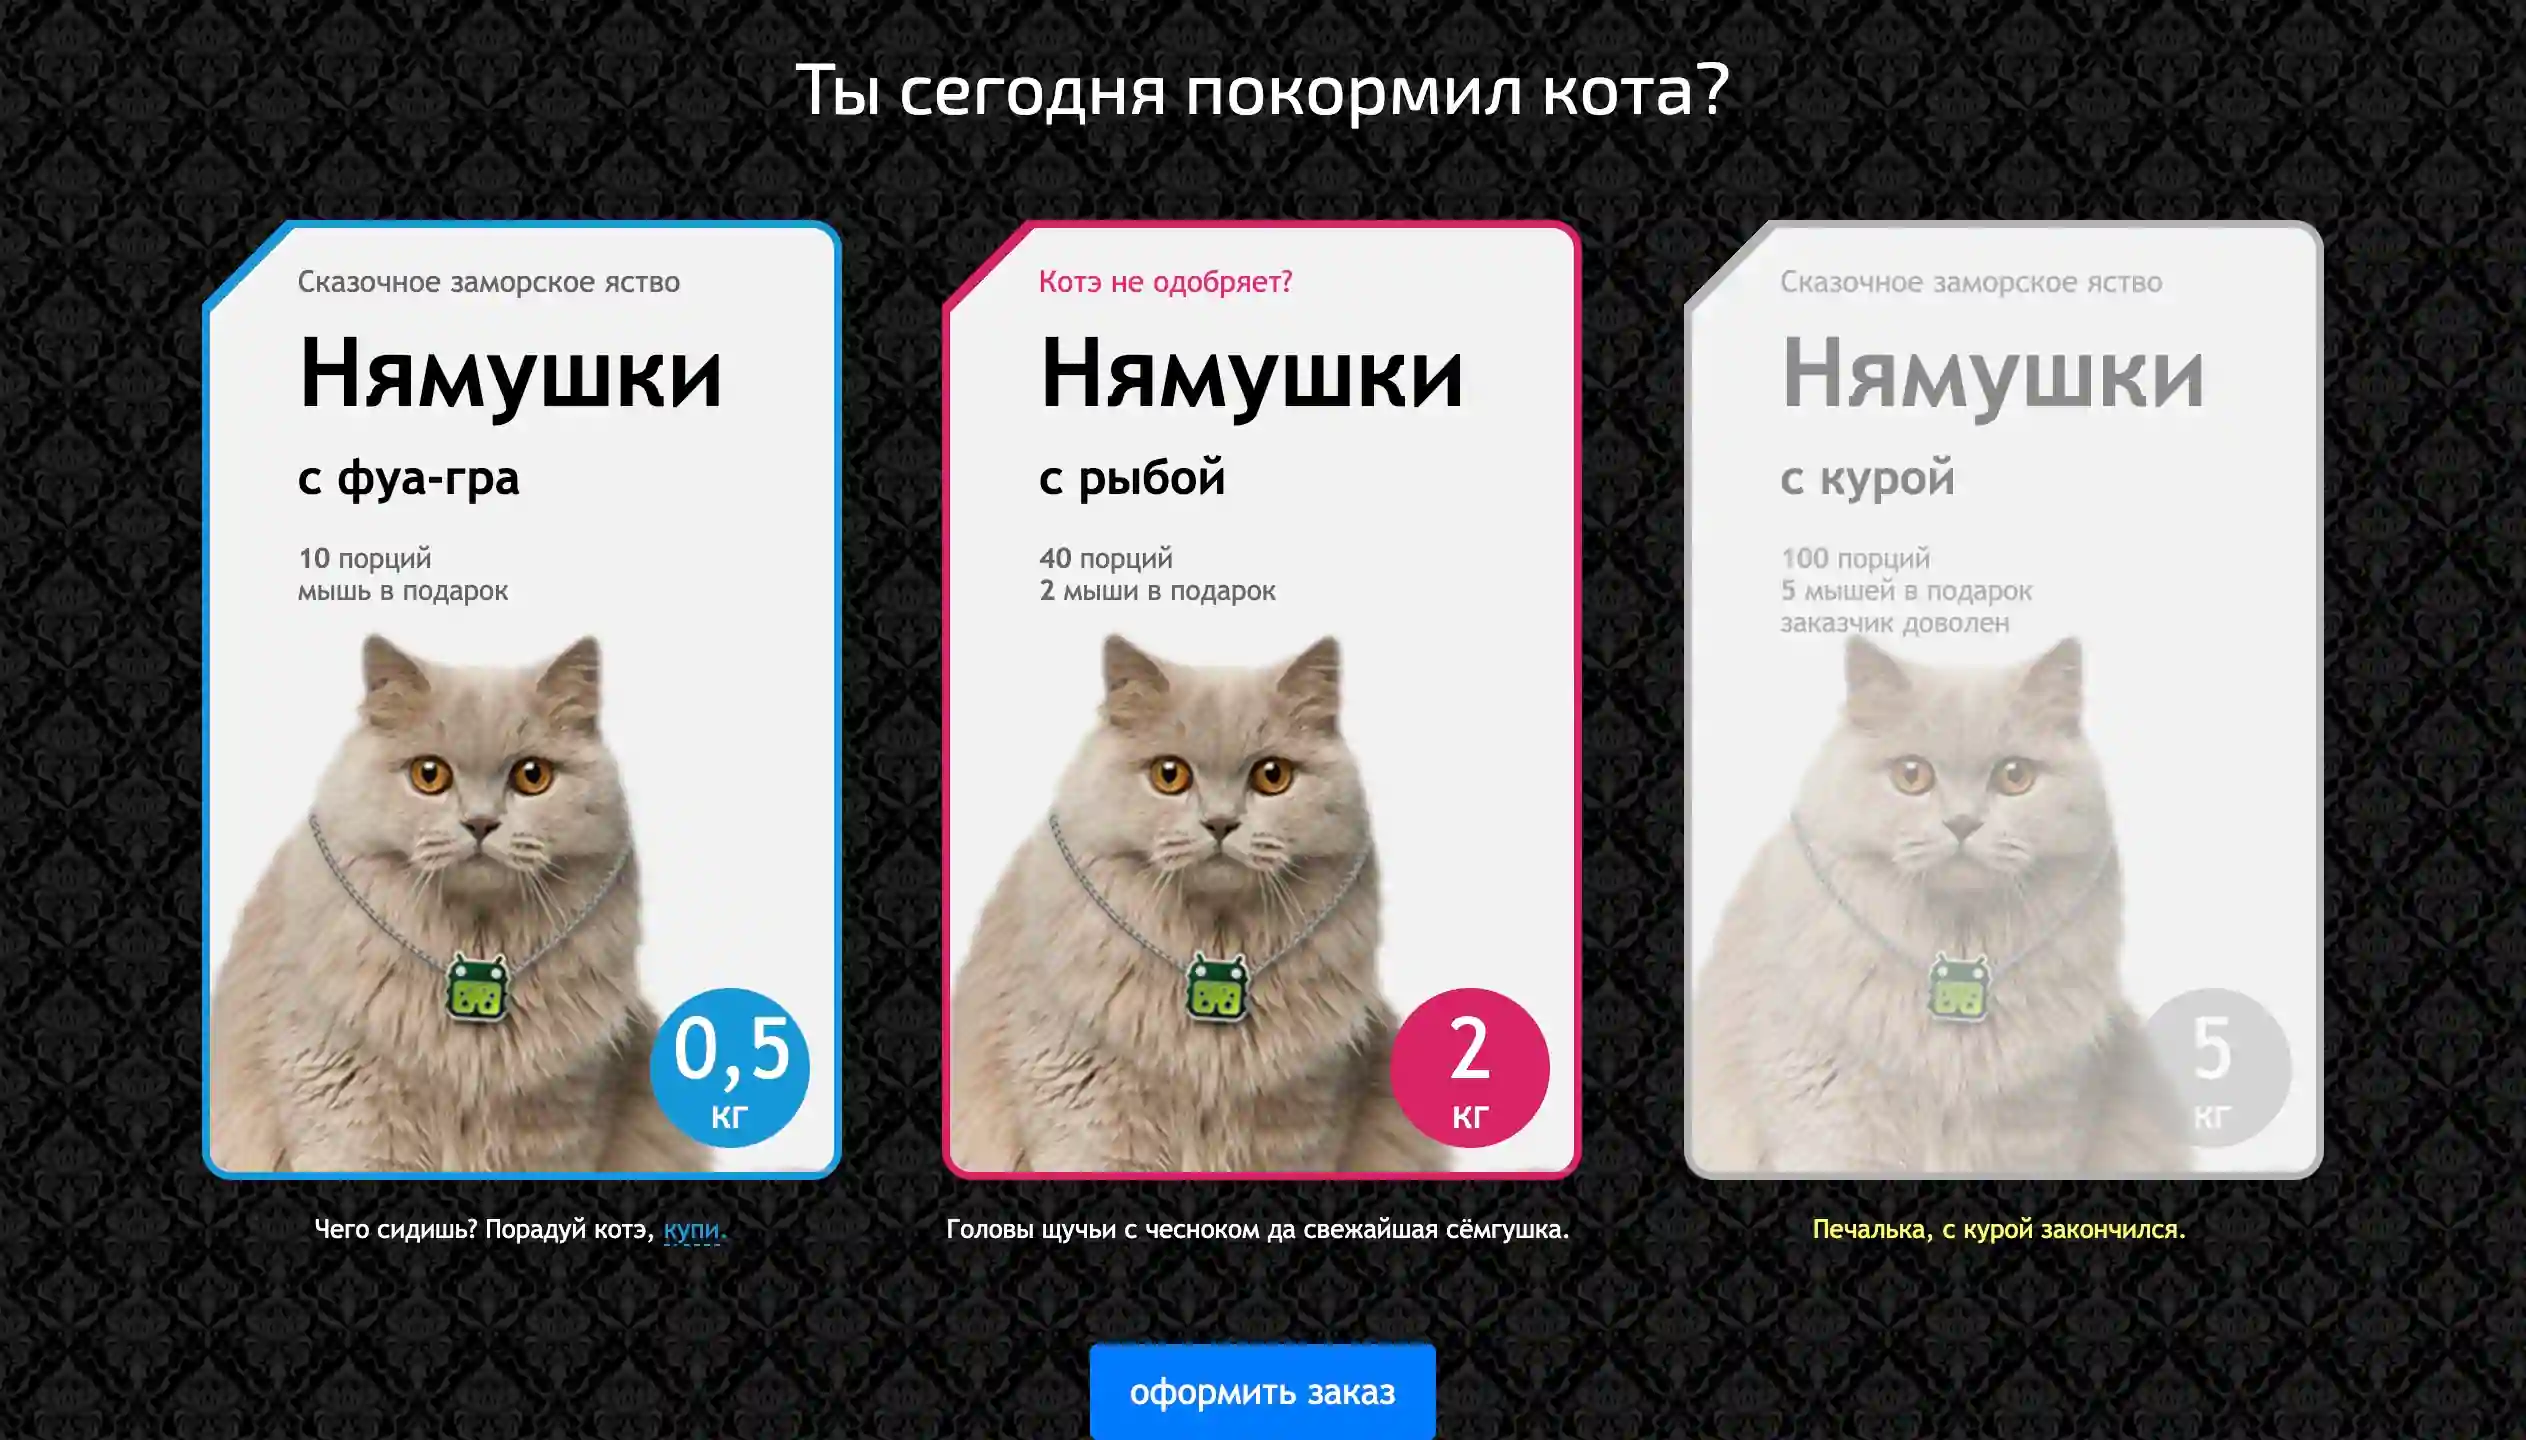 Ты сегодня покормил кота?
Сказочное заморское яство
Нямушки
с фуа-гра
10 порций
мышь в подарок
0,5
кг
Чего сидишь? Порадуй котэ, купи.
Котэ не одобряет?
Нямушки
с рыбой
40 порций
2 мыши в подарок
2
кг
Головы щучьи с чесноком да свежайшая сёмгушка.
Сказочное заморское яство
Нямушки
с курой
100 порций
5 мышей в подарок
заказчик доволен
5
кг
Печалька, с курой закончился.
оформить заказ